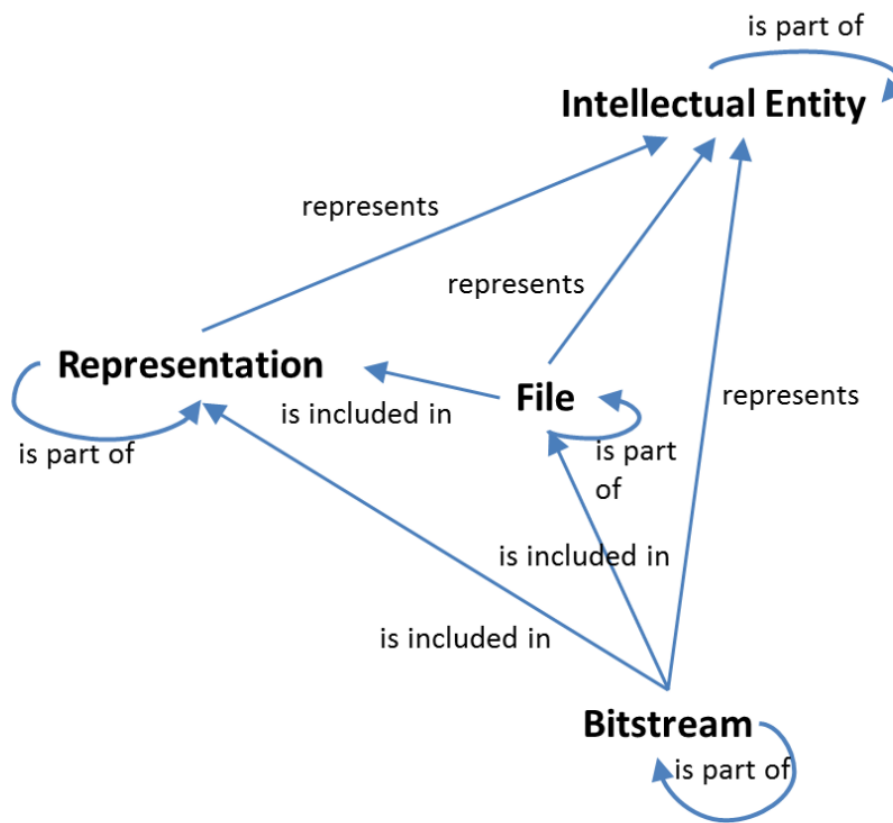 is part of
Intellectual Entity
represents
represents
Representation
File
represents
is included in
is part of
is part
of
is included in
is included in
Bitstream
is part of